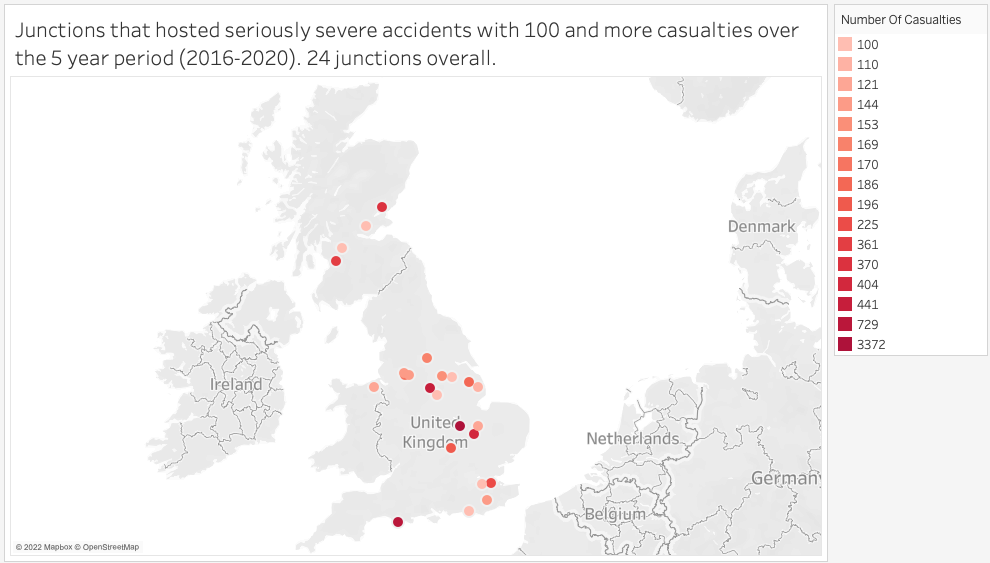 Junctions that hosted seriously severe accidents with 100 and more casualties over
the 5 year period (2016-2020). 24 junctions overall.
Number Of Casualties
100
110
121
144
153
169
170
186
196
225
361
370
404
441
729
3372
Denmark
Ireland
United
Kingdom
Netherlands
Germany
Belgium
© 2022 Mapbox © OpenStreetMap